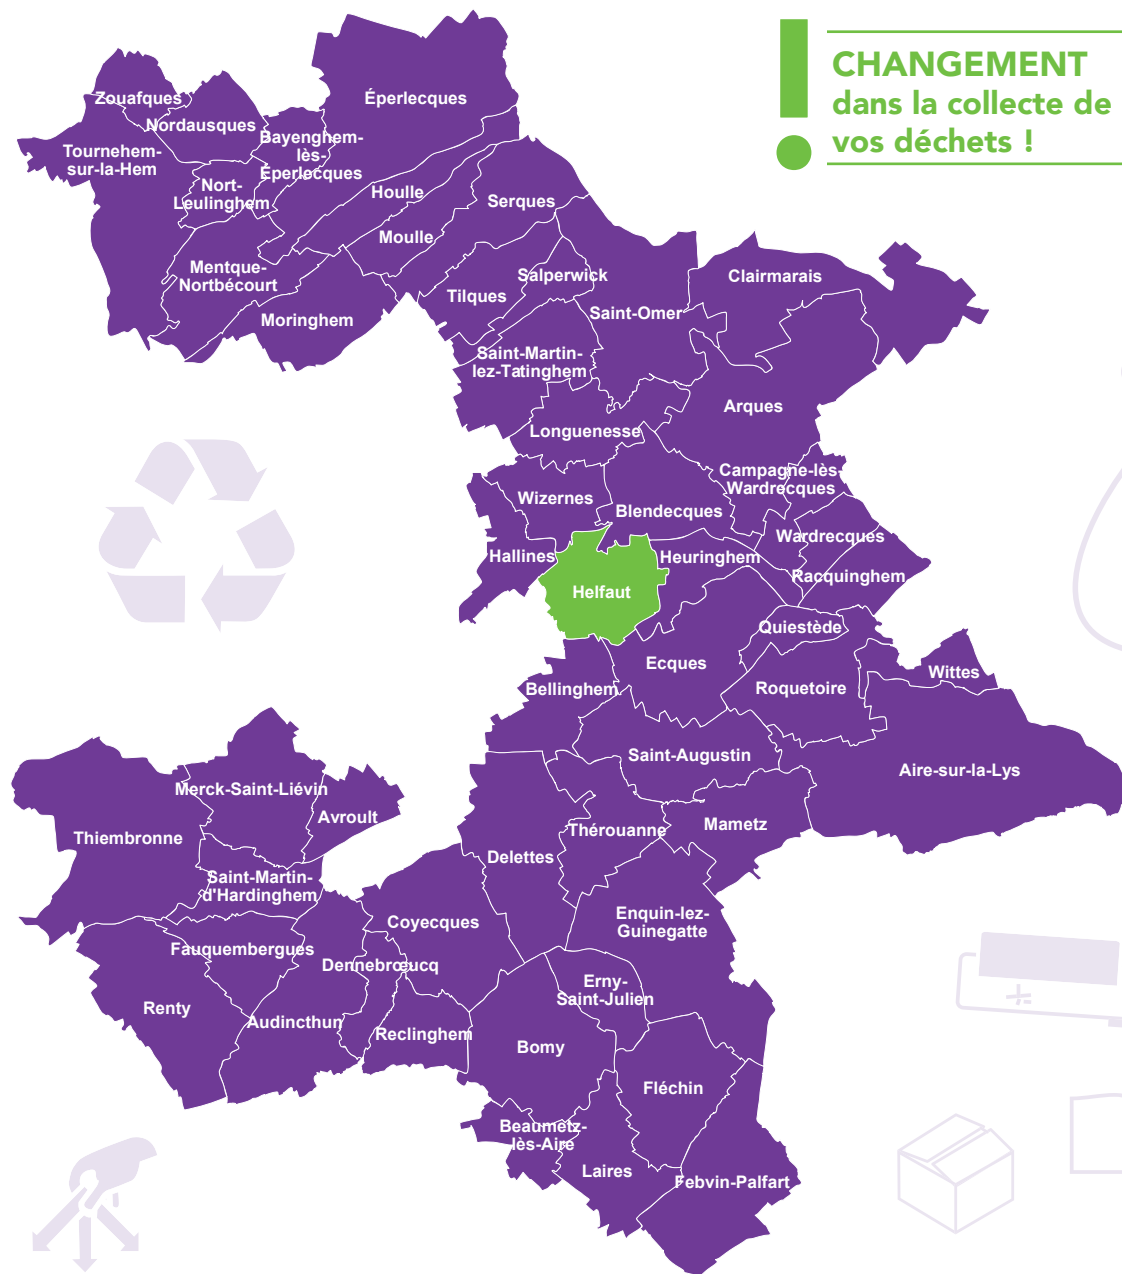 CHANGEMENT
dans la collecte de
vos déchets !
Zouafques
Éperlecques
Nordausques
Bayenghem-
lès-
Éperlocques
Tournehem-
sur-la-Hem
Nort-
Leulinghem
Houlle
Serques
Moulle
Mentque-
Nortbécourt
Salperwick
Clairmarais
Tilques
Saint-Omer
Moringhem
Saint-Martin-
lez-Tatinghem
Arques
Longuenesse
Campagne-lès-
Wardrecques
Wizernes
Blendecques
Wardrecques
Hallines
Heuringhem
Racquinghem
Helfaut
Quiestède
Ecques
Wittes
Bellinghem
Roquetoire
Saint-Augustin
Aire-sur-la-Lys
Merck-Saint-Liévin
Avroult
Thiembronne
Thérouanne
Mametz
Delettes
Saint-Martin-
d'Hardinghem
Coyecques
Enquin-lez-
Guinegatte
Fauquembergues
Dennebrœucq
Erny-
Saint-Julien
Renty
Audincthun
Reclinghem
Bomy
Fléchin
Beaumetz-
lès-Aire
Laires
Febvin-Palfart